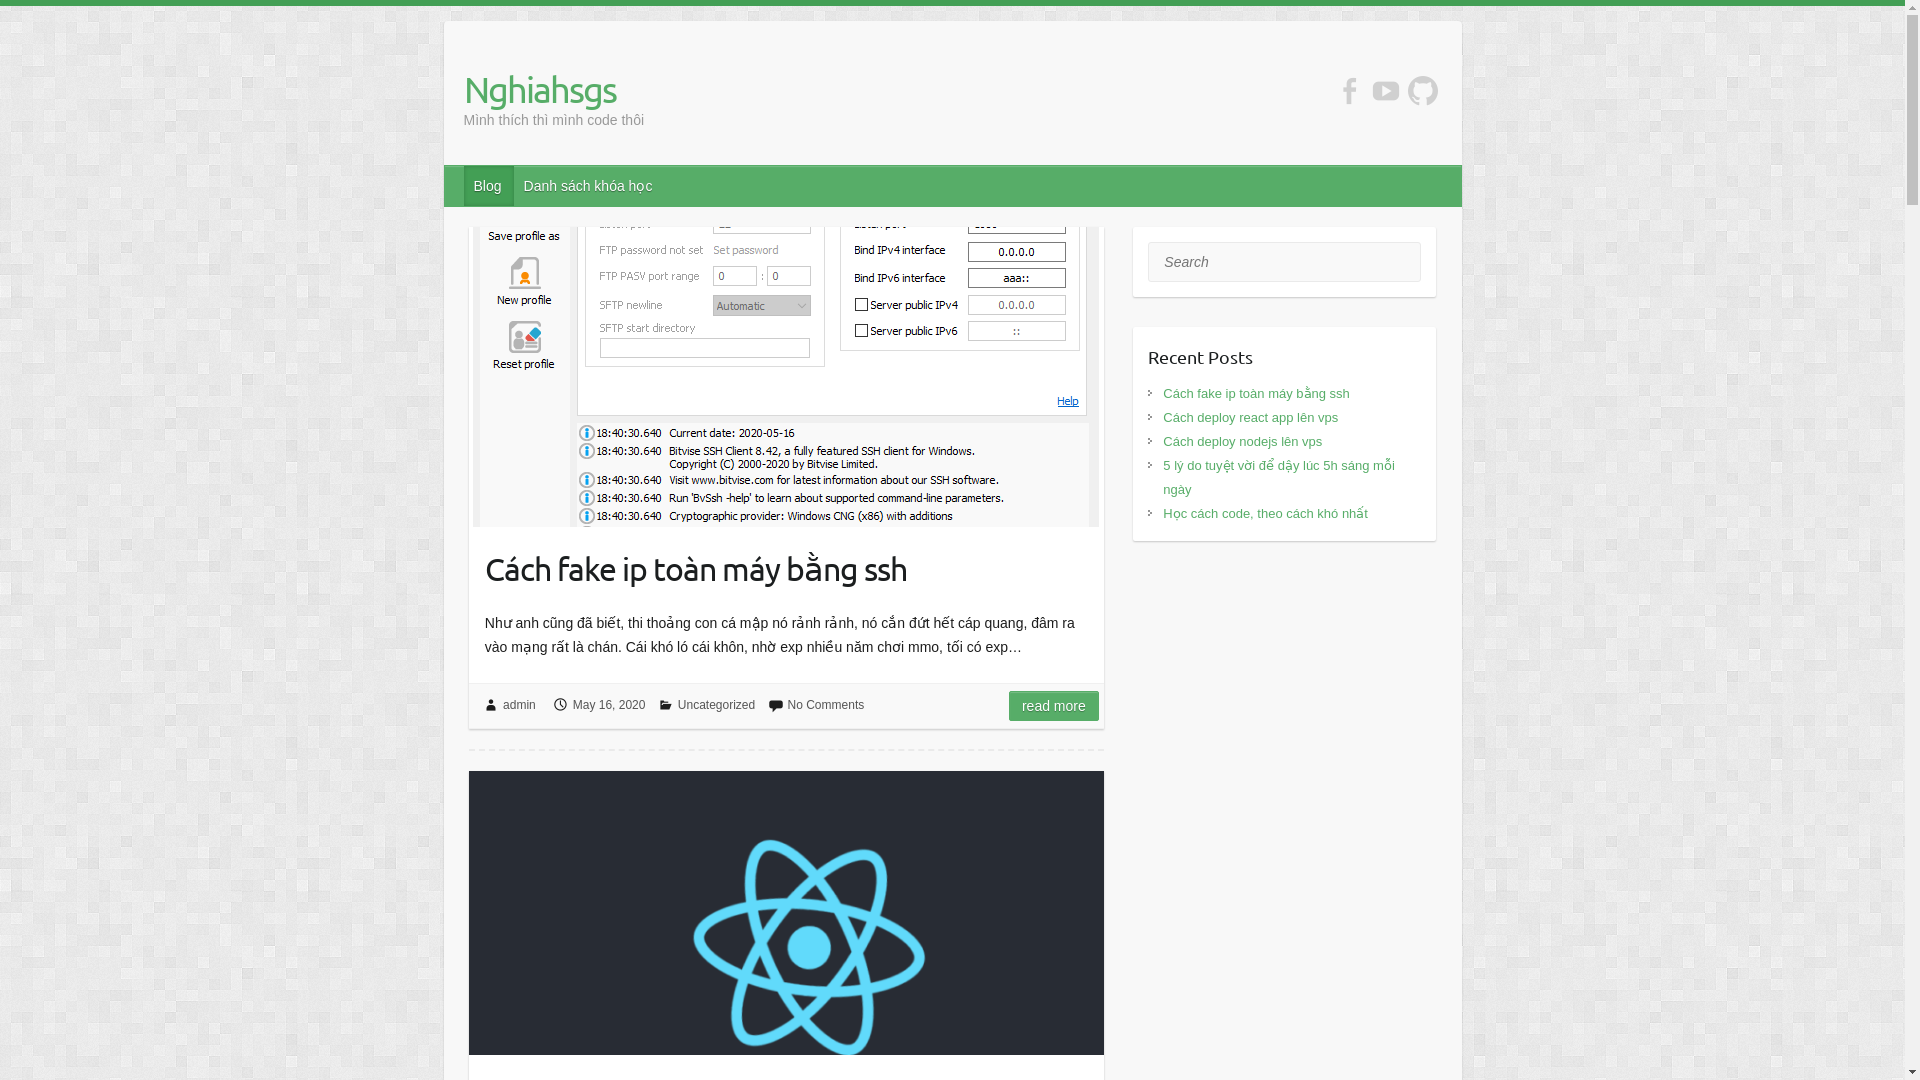 Nghiahsgs
Mình thích thì mình code thôi
Blog
Danh sách khóa học
Save profile as
New profile
Reset profile
FTP password not set
Set password
FTP PASV port range
0
:
0
SFTP newline
Automatic
SFTP start directory
Bind IPv4 interface
0.0.0.0
Bind IPv6 interface
aaa::
Server public IPv4
0.0.0.0
Server public IPv6
::
Help
18:40:30.640 Current date: 2020-05-16
18:40:30.640 Bitvise SSH Client 8.42, a fully featured SSH client for Windows.
Copyright (C) 2000-2020 by Bitvise Limited.
18:40:30.640 Visit www.bitvise.com for latest information about our SSH software.
18:40:30.640 Run 'BvSsh -help' to learn about supported command-line parameters.
18:40:30.640 Cryptographic provider: Windows CNG (x86) with additions
Cách fake ip toàn máy bằng ssh
Như anh cũng đã biết, thi thoảng con cá mập nó rảnh rảnh, nó cắn đứt hết cáp quang, đâm ra
vào mạng rất là chán. Cái khó ló cái khôn, nhờ exp nhiều năm chơi mmo, tối có exp…
admin
May 16, 2020
Uncategorized
No Comments
read more
Search
Recent Posts
Cách fake ip toàn máy bằng ssh
Cách deploy react app lên vps
Cách deploy nodejs lên vps
5 lý do tuyệt vời để dậy lúc 5h sáng mỗi
ngày
Học cách code, theo cách khó nhất